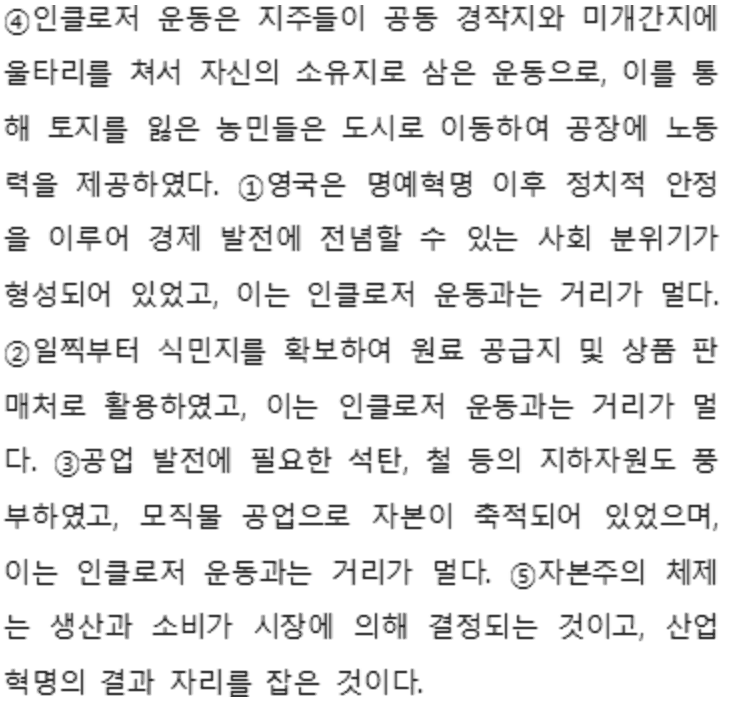 ④인클로저 운동은 지주들이 공동 경작지와 미개간지에
울타리를 쳐서 자신의 소유지로 삼은 운동으로, 이를 통
해 토지를 잃은 농민들은 도시로 이동하여 공장에 노동
력을 제공하였다. ①영국은 명예혁명 이후 정치적 안정
을 이루어 경제 발전에 전념할 수 있는 사회 분위기가
형성되어 있었고, 이는 인클로저 운동과는 거리가 멀다.
②일찍부터 식민지를 확보하여 원료 공급지 및 상품 판
매처로 활용하였고, 이는 인클로저 운동과는 거리가 멀
다. ③공업 발전에 필요한 석탄, 철 등의 지하자원도 풍
부하였고, 모직물 공업으로 자본이 축적되어 있었으며,
이는 인클로저 운동과는 거리가 멀다. ⑤자본주의 체제
는 생산과 소비가 시장에 의해 결정되는 것이고, 산업
혁명의 결과 자리를 잡은 것이다.